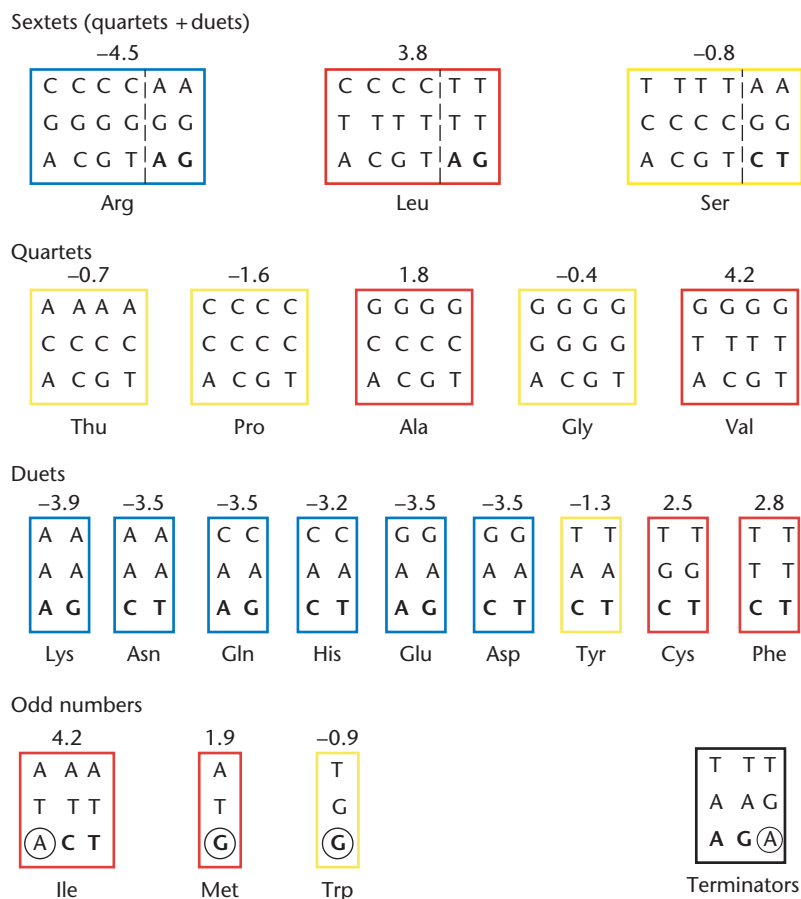 Sextets (quartets + duets)
−4.5 3.8 −0.8
C C C C A A C C C C T T T T T T A A
G G G G G G T T T T T T C C C C G G
A C G T A G A C G T A G A C G T C T
Arg Leu Ser
Quartets
−0.7 −1.6 1.8 −0.4 4.2
A A A A C C C C G G G G G G G G G G G G
C C C C C C C C C C C C G G G G T T T T
A C G T A C G T A C G T A C G T A C G T
Thu Pro Ala Gly Val
Duets
−3.9 −3.5 −3.5 −3.2 −3.5 −3.5 −1.3 2.5 2.8
A A A A C C C C G G G G T T T T T T
A A A A A A A A A A A A A A G G T T
A G C T A G C T A G C T C T C T C T
Lys Asn Gln His Glu Asp Tyr Cys Phe
Odd numbers
4.2 1.9 −0.9
A A A A T T T T
T T T T G A A G
A C T G G A G A
Ile Met Trp Terminators